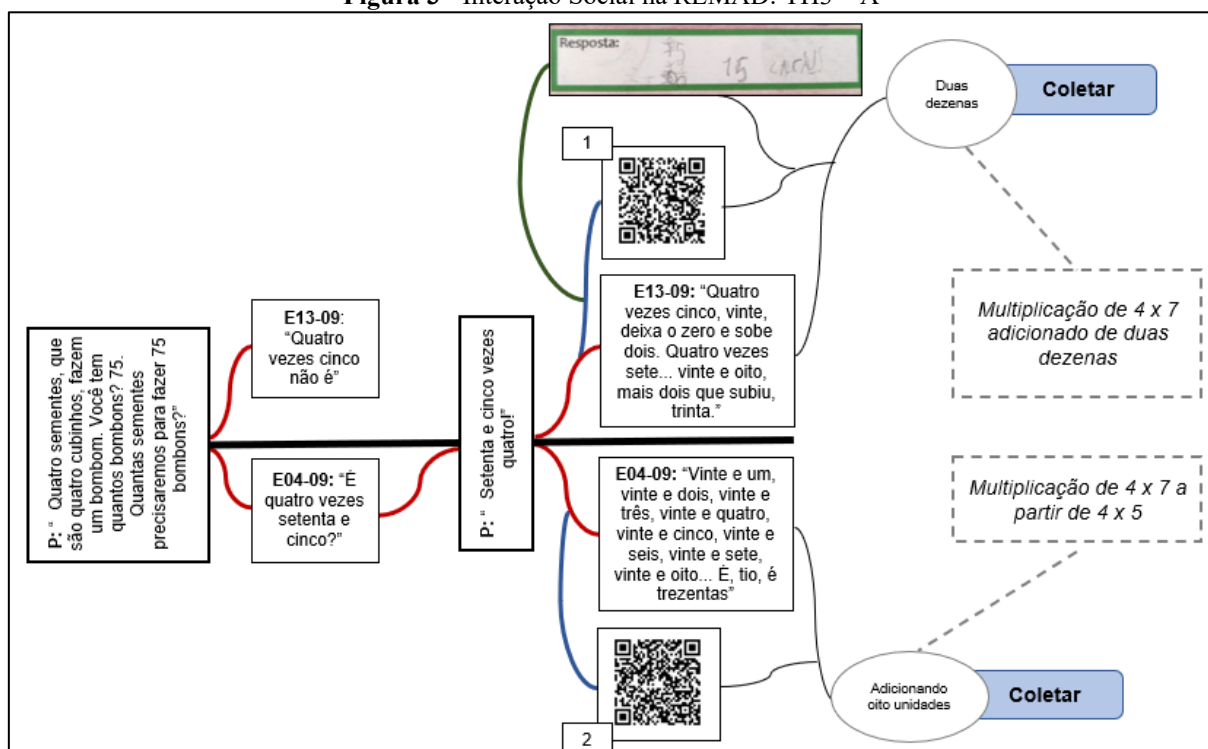 Figura 3 - Interação Social na REMAD: TH3 – A
Resposta:
75
15
1
Duas
dezenas
Coletar
P: “ Quatro sementes, que
são quatro cubinhos, fazem
um bombom. Você tem
quantos bombons? 75.
Quantas sementes
precisaremos para fazer 75
bombons?”
E13-09:
“Quatro
vezes cinco
não é”
E04-09: “É
quatro vezes
setenta e
cinco?”
P: “ Setenta e cinco vezes
quatro!”
E13-09: “Quatro
vezes cinco, vinte,
deixa o zero e sobe
dois. Quatro vezes
sete... vinte e oito,
mais dois que subiu,
trinta.”
E04-09: “Vinte e um,
vinte e dois, vinte e
três, vinte e quatro,
vinte e cinco, vinte e
seis, vinte e sete,
vinte e oito... É, tio, é
trezentas”
Multiplicação de 4 x 7
adicionado de duas
dezenas
Multiplicação de 4 x 7 a
partir de 4 x 5
2
Adicionando
oito unidades
Coletar